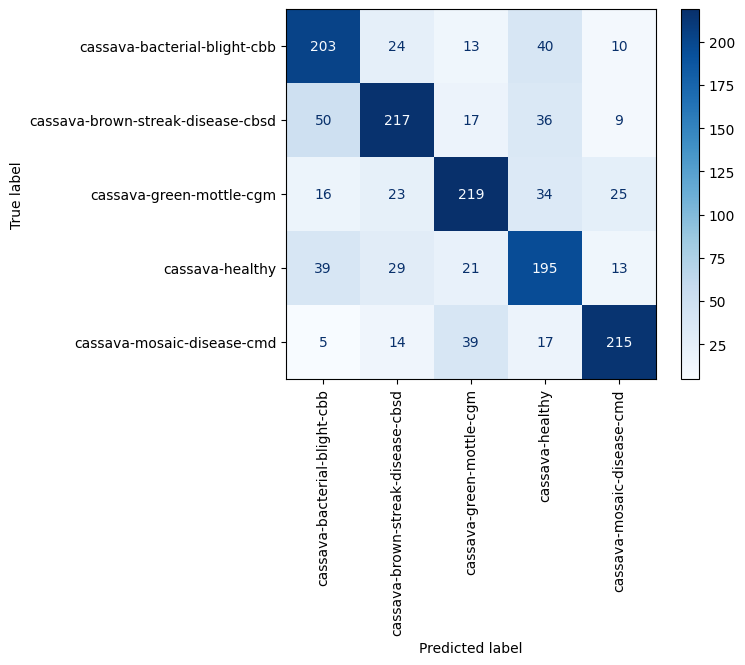 cassava-bacterial-blight-cbb 203 24 13 40 10
cassava-brown-streak-disease-cbsd 50 217 17 36 9
cassava-green-mottle-cgm 16 23 219 34 25
cassava-healthy 39 29 21 195 13
cassava-mosaic-disease-cmd 5 14 39 17 215
True label
cassava-bacterial-blight-cbb
cassava-brown-streak-disease-cbsd
cassava-green-mottle-cgm
cassava-healthy
cassava-mosaic-disease-cmd
Predicted label
200
175
150
125
100
75
50
25